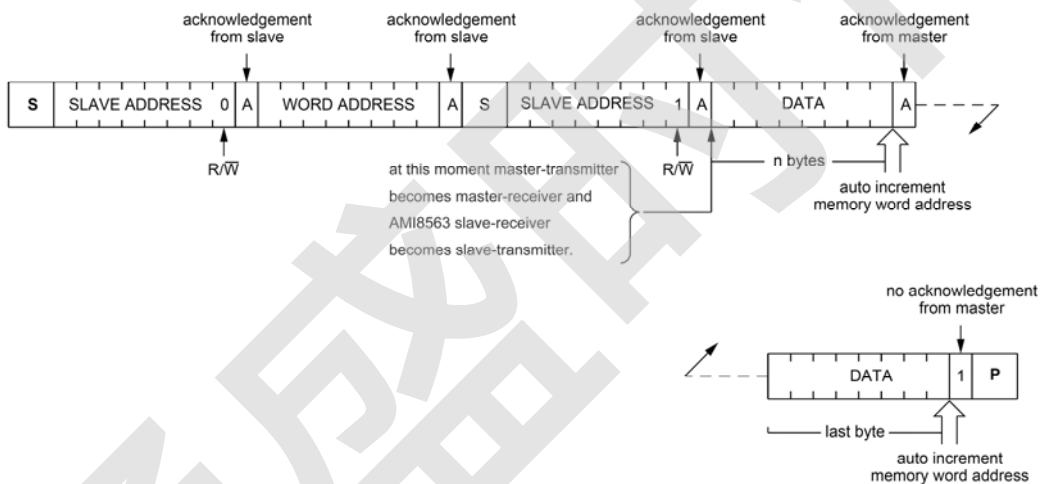 acknowledgement acknowledgement acknowledgement acknowledgement
from slave from slave from slave from master
S SLAVE ADDRESS 0 A WORD ADDRESS A S SLAVE ADDRESS 1 A DATA A
R/W̅ R/W̅ n bytes
at this moment master-transmitter
becomes master-receiver and
AMI8563 slave-receiver
becomes slave-transmitter.
auto increment
memory word address
no acknowledgement
from master
DATA 1 P
last byte
auto increment
memory word address